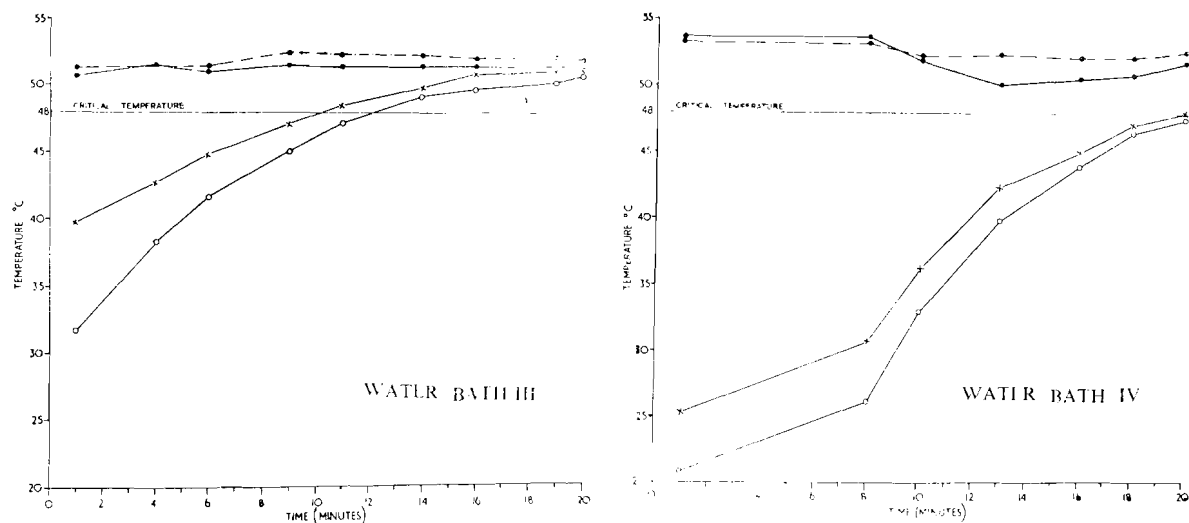 55
50
48
45
40
35
30
25
20
CRITICAL TEMPERATURE
TEMPERATURE °C
WATER BATH III
0 2 4 6 8 10 12 14 16 18 20
TIME (MINUTES)
55
50
48
45
40
35
30
25
CRITICAL TEMPERATURE
TEMPERATURE °C
WATER BATH IV
6 8 10 12 14 16 18 20
TIME (MINUTES)